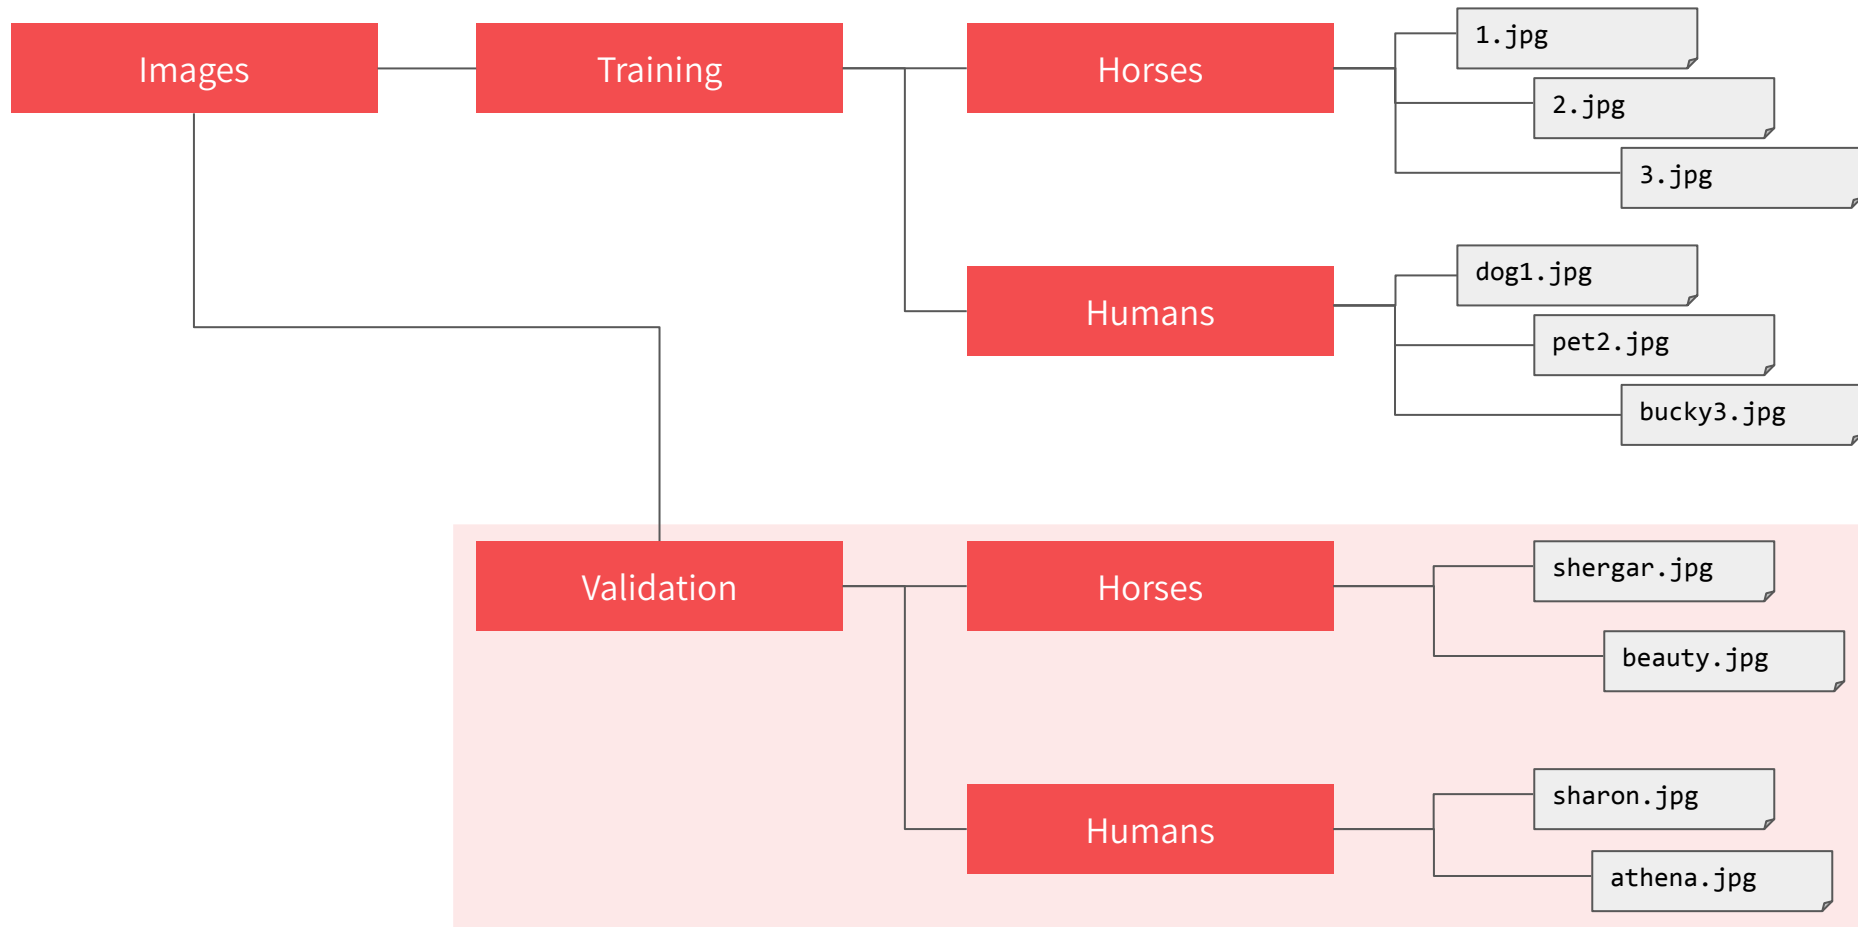 Images
Training
Horses
1.jpg
2.jpg
3.jpg
Humans
dog1.jpg
pet2.jpg
bucky3.jpg
Validation
Horses
shergar.jpg
beauty.jpg
Humans
sharon.jpg
athena.jpg